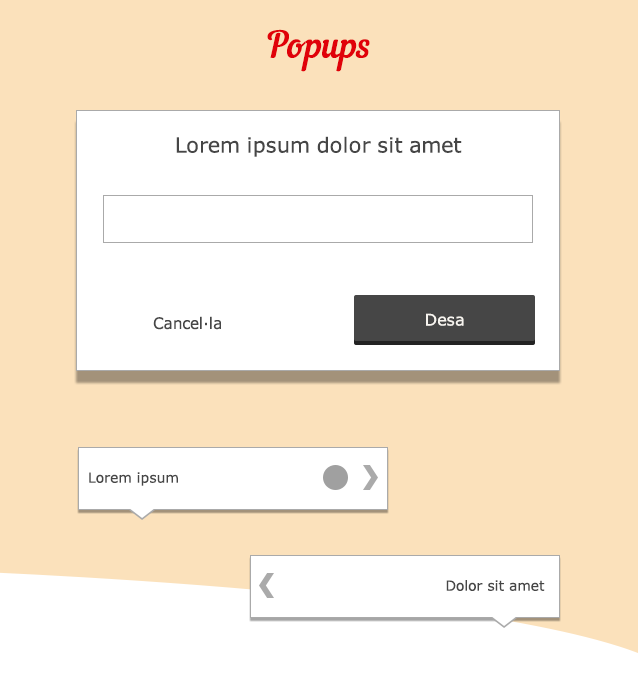 Popups
Lorem ipsum dolor sit amet
Cancel·la
Desa
Lorem ipsum
Dolor sit amet